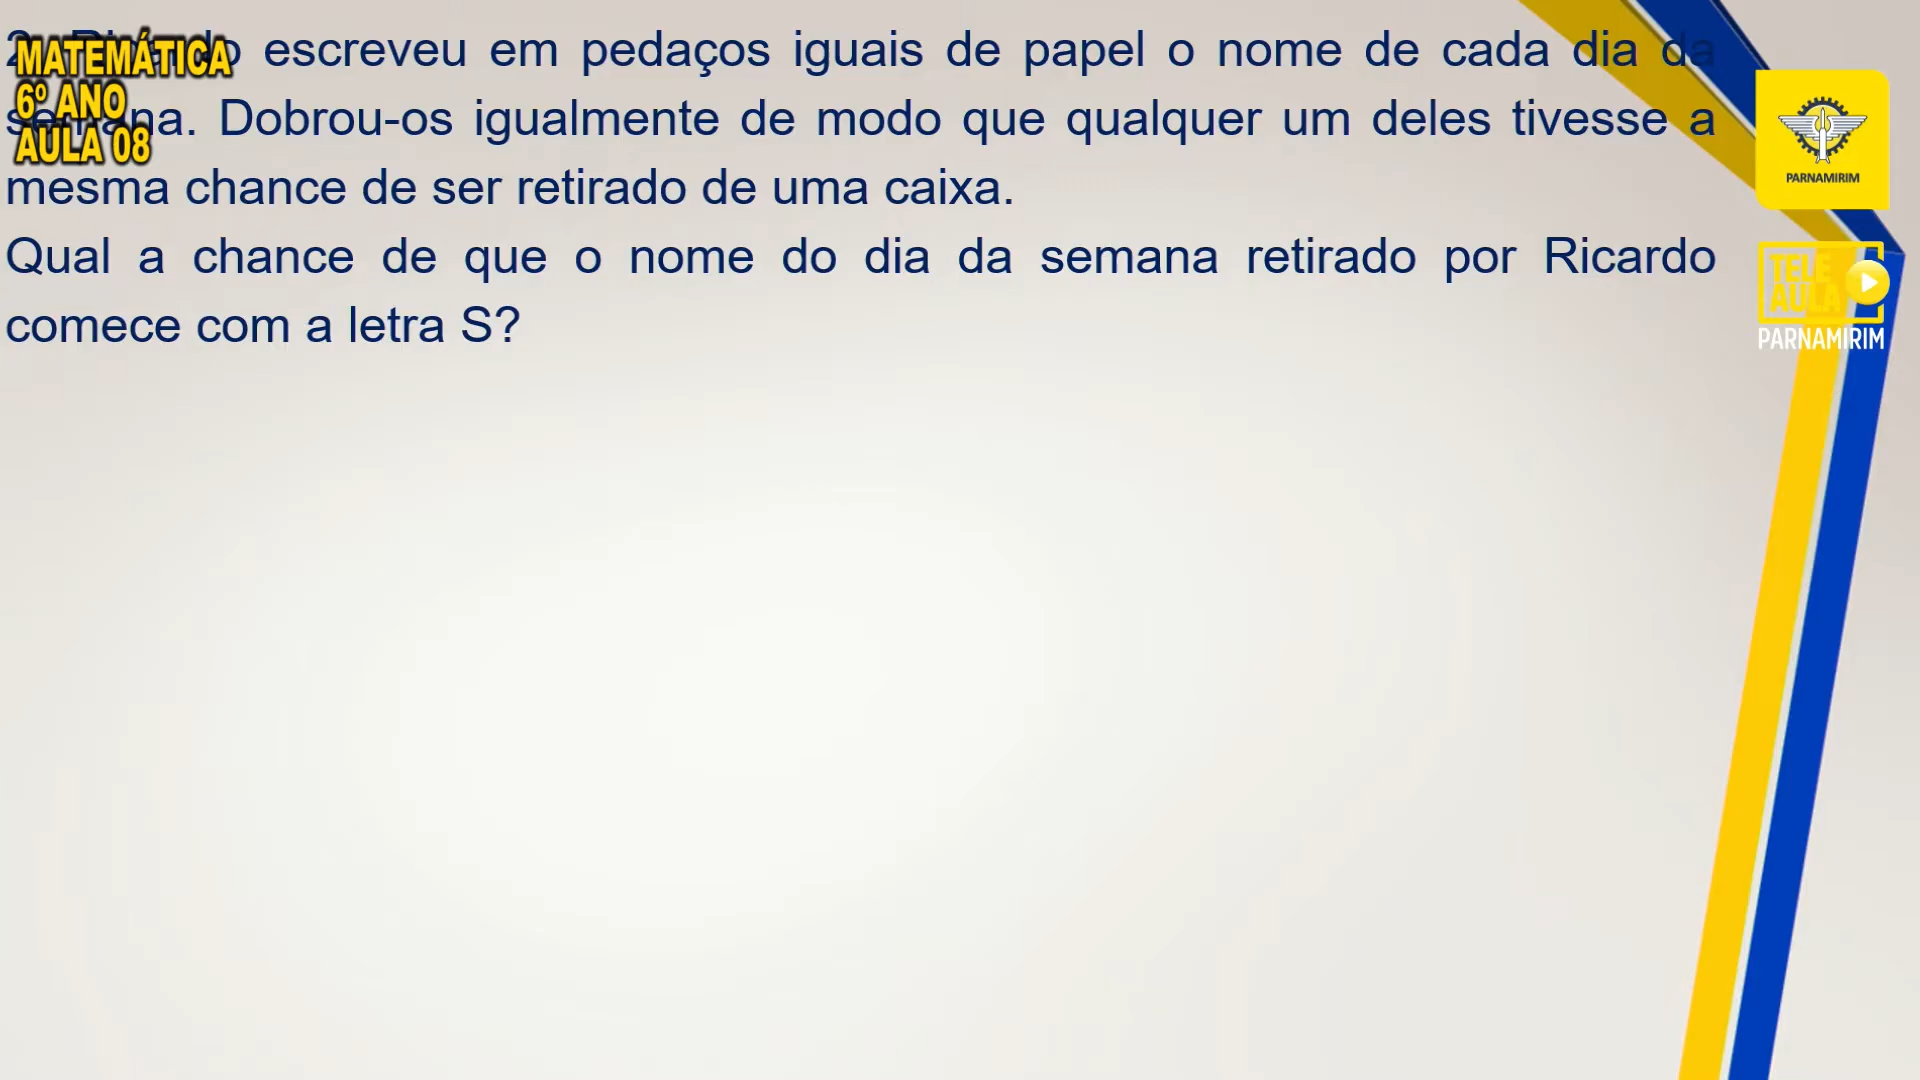 MATEMÁTICA
6º ANO
AULA 08
escreveu em pedaços iguais de papel o nome de cada dia da
semana. Dobrou-os igualmente de modo que qualquer um deles tivesse a
mesma chance de ser retirado de uma caixa.
Qual a chance de que o nome do dia da semana retirado por Ricardo
comece com a letra S?
PARNAMIRIM
TELE
AULA
PARNAMIRIM